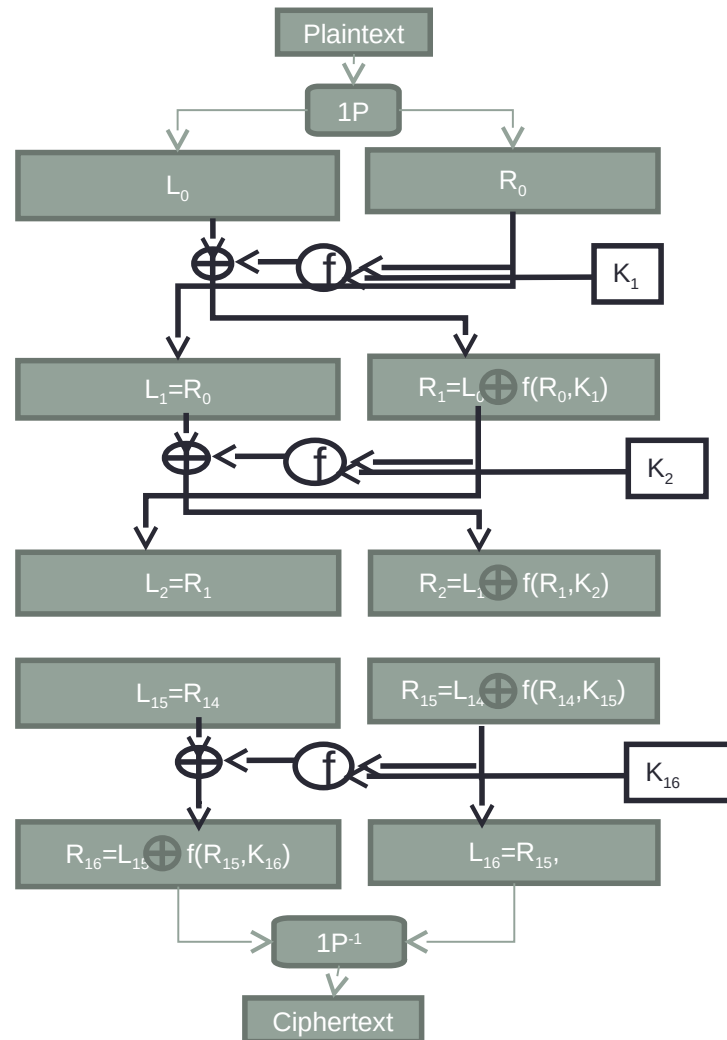 Plaintext
1P
L₀
R₀
f
K₁
L₁=R₀
R₁=L₀⊕ f(R₀,K₁)
f
K₂
L₂=R₁
R₂=L₁⊕ f(R₁,K₂)
L₁₅=R₁₄
R₁₅=L₁₄⊕ f(R₁₄,K₁₅)
f
K₁₆
R₁₆=L₁₅⊕ f(R₁₅,K₁₆)
L₁₆=R₁₅,
1P⁻¹
Ciphertext